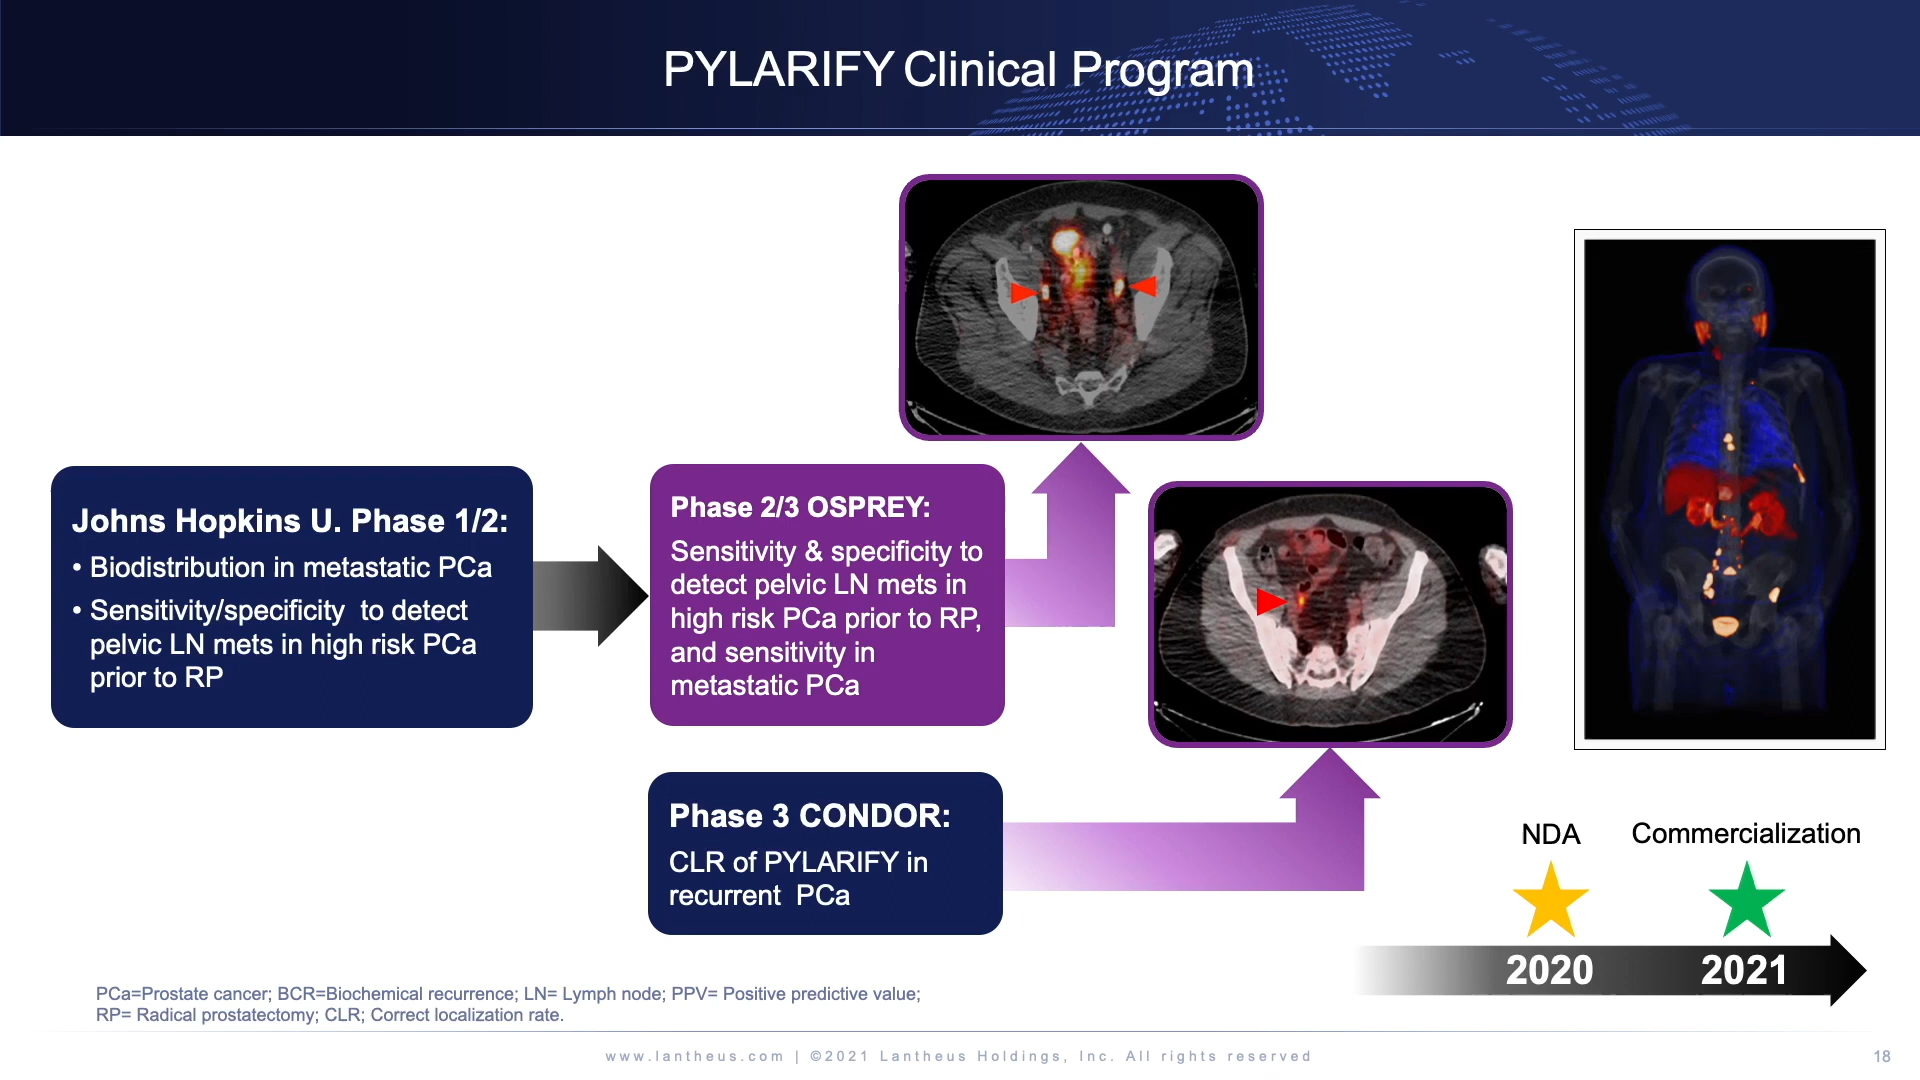 PYLARIFY Clinical Program
Johns Hopkins U. Phase 1/2:
• Biodistribution in metastatic PCa
• Sensitivity/specificity to detect
pelvic LN mets in high risk PCa
prior to RP
Phase 2/3 OSPREY:
Sensitivity & specificity to
detect pelvic LN mets in
high risk PCa prior to RP,
and sensitivity in
metastatic PCa
Phase 3 CONDOR:
CLR of PYLARIFY in
recurrent PCa
NDA
Commercialization
2020
2021
PCa=Prostate cancer; BCR=Biochemical recurrence; LN= Lymph node; PPV= Positive predictive value;
RP= Radical prostatectomy; CLR; Correct localization rate.
www.lantheus.com | ©2021 Lantheus Holdings, Inc. All rights reserved
18